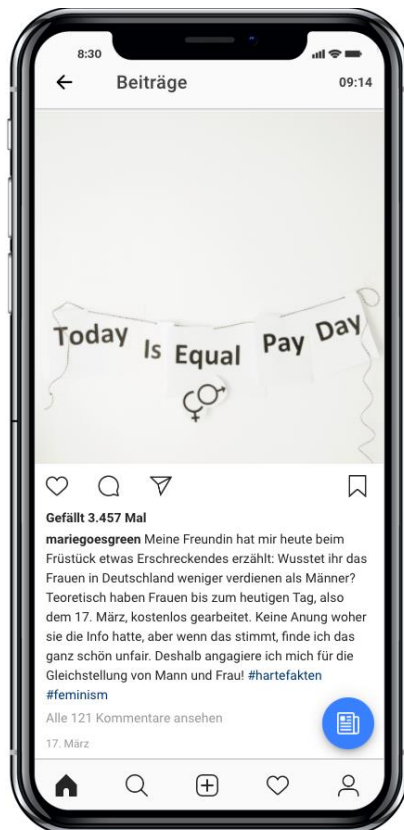 8:30
Beiträge 09:14
Today Is Equal Pay Day
Gefällt 3.457 Mal
mariegoesgreen Meine Freundin hat mir heute beim
Früstück etwas Erschreckendes erzählt: Wusstet ihr das
Frauen in Deutschland weniger verdienen als Männer?
Teoretisch haben Frauen bis zum heutigen Tag, also
dem 17. März, kostenlos gearbeitet. Keine Anung woher
sie die Info hatte, aber wenn das stimmt, finde ich das
ganz schön unfair. Deshalb angagiere ich mich für die
Gleichstellung von Mann und Frau! #hartefakten
#feminism
Alle 121 Kommentare ansehen
17. März